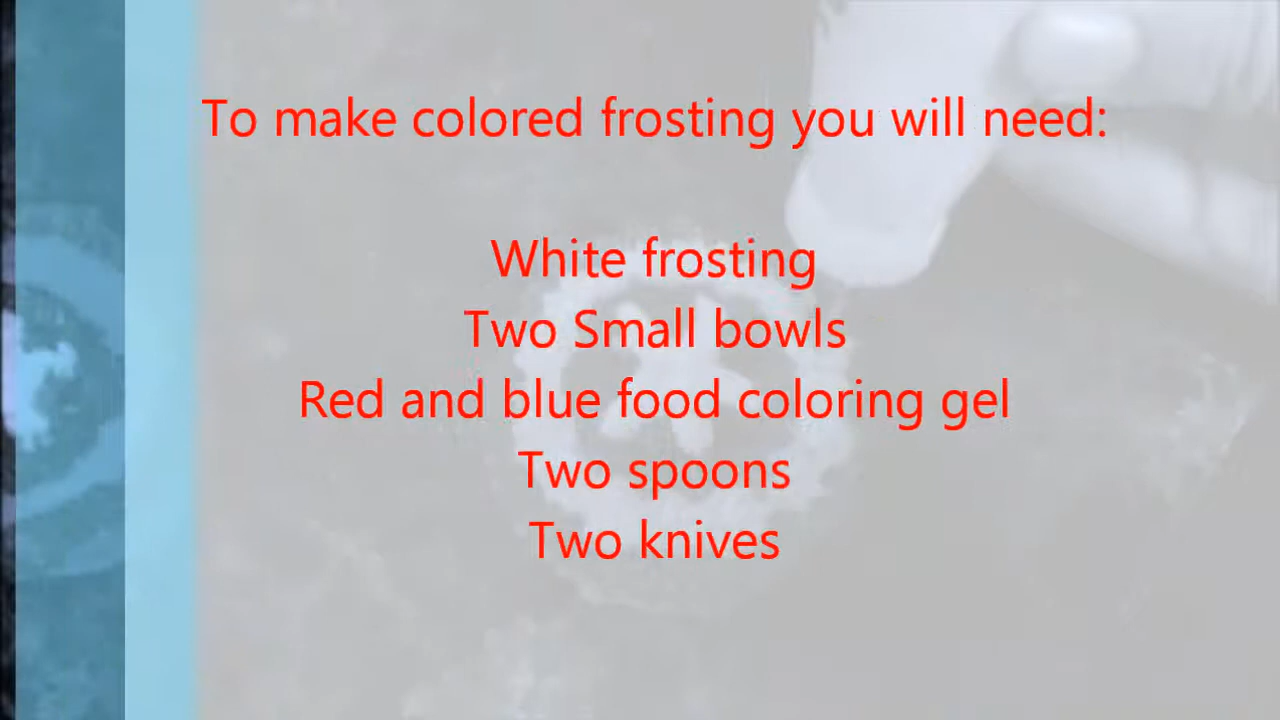 To make colored frosting you will need:
White frosting
Two Small bowls
Red and blue food coloring gel
Two spoons
Two knives